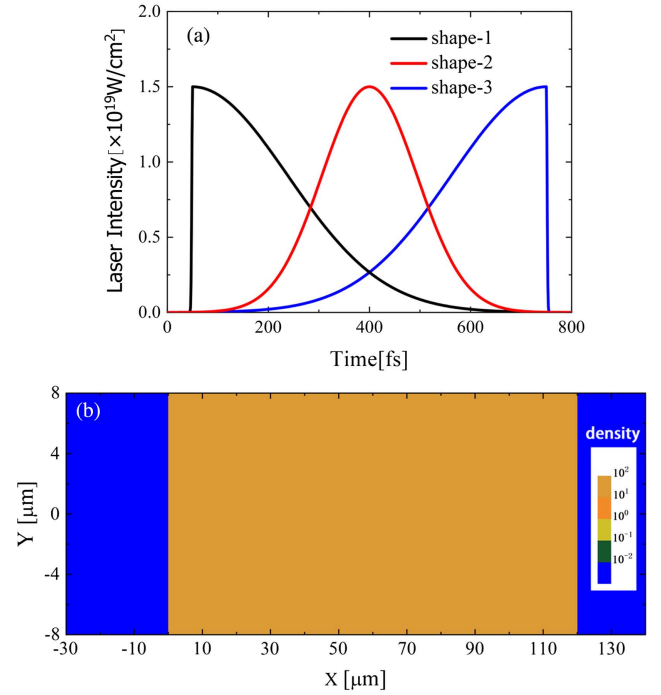 (a)
shape-1
shape-2
shape-3
Laser Intensity[×10¹⁹W/cm²]
2.0
1.5
1.0
0.5
0.0
0 200 400 600 800
Time[fs]
(b)
density
10²
10¹
10⁰
10⁻¹
10⁻²
Y [μm]
8
4
0
-4
-8
-30 -10 10 30 50 70 90 110 130
X [μm]